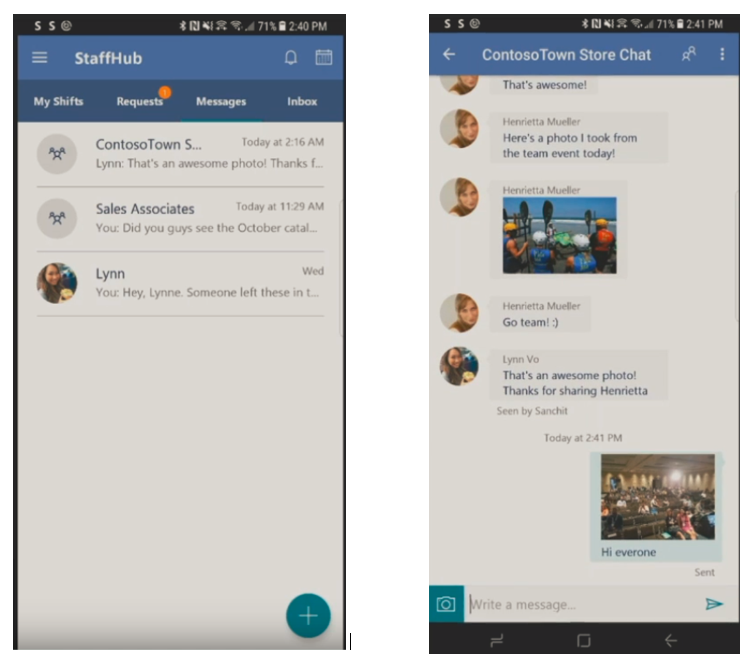 S S 71% 2:40 PM
StaffHub
My Shifts Requests Messages Inbox
ContosoTown S... Today at 2:16 AM
Lynn: That's an awesome photo! Thanks f...
Sales Associates Today at 11:29 AM
You: Did you guys see the October catal...
Lynn Wed
You: Hey, Lynne. Someone left these in t...
S S 71% 2:41 PM
ContosoTown Store Chat
That's awesome!
Henrietta Mueller
Here's a photo I took from
the team event today!
Henrietta Mueller
Henrietta Mueller
Go team! :)
Lynn Vo
That's an awesome photo!
Thanks for sharing Henrietta
Seen by Sanchit
Today at 2:41 PM
Hi everone
Sent
Write a message...